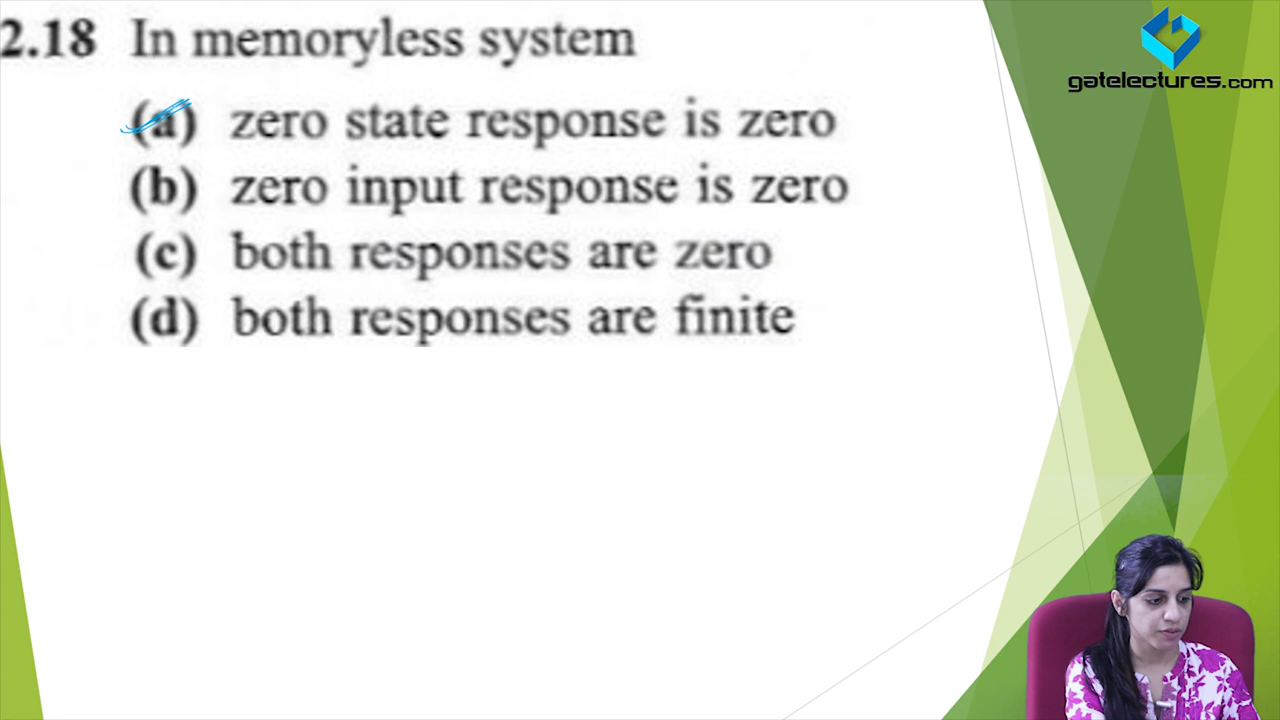 2.18 In memoryless system
(a) zero state response is zero
(b) zero input response is zero
(c) both responses are zero
(d) both responses are finite
gatelectures.com